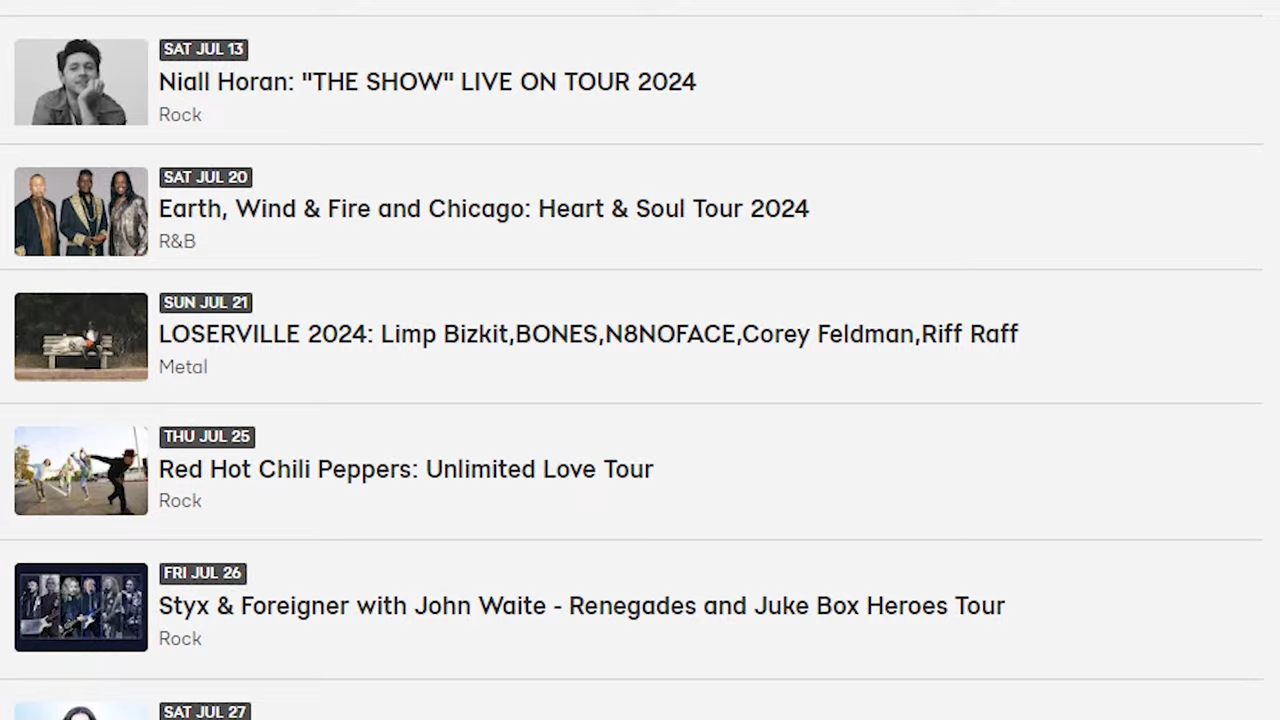 SAT JUL 13
Niall Horan: "THE SHOW" LIVE ON TOUR 2024
Rock
SAT JUL 20
Earth, Wind & Fire and Chicago: Heart & Soul Tour 2024
R&B
SUN JUL 21
LOSERVILLE 2024: Limp Bizkit,BONES,N8NOFACE,Corey Feldman,Riff Raff
Metal
THU JUL 25
Red Hot Chili Peppers: Unlimited Love Tour
Rock
FRI JUL 26
Styx & Foreigner with John Waite - Renegades and Juke Box Heroes Tour
Rock
SAT JUL 27